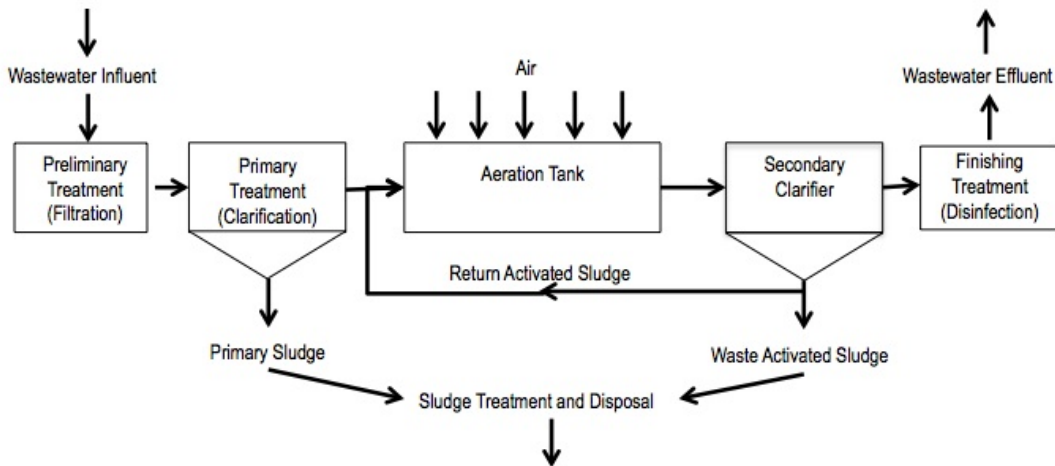 Wastewater Influent
Air
Wastewater Effluent
Preliminary
Treatment
(Filtration)
Primary
Treatment
(Clarification)
Aeration Tank
Secondary
Clarifier
Finishing
Treatment
(Disinfection)
Return Activated Sludge
Primary Sludge
Waste Activated Sludge
Sludge Treatment and Disposal